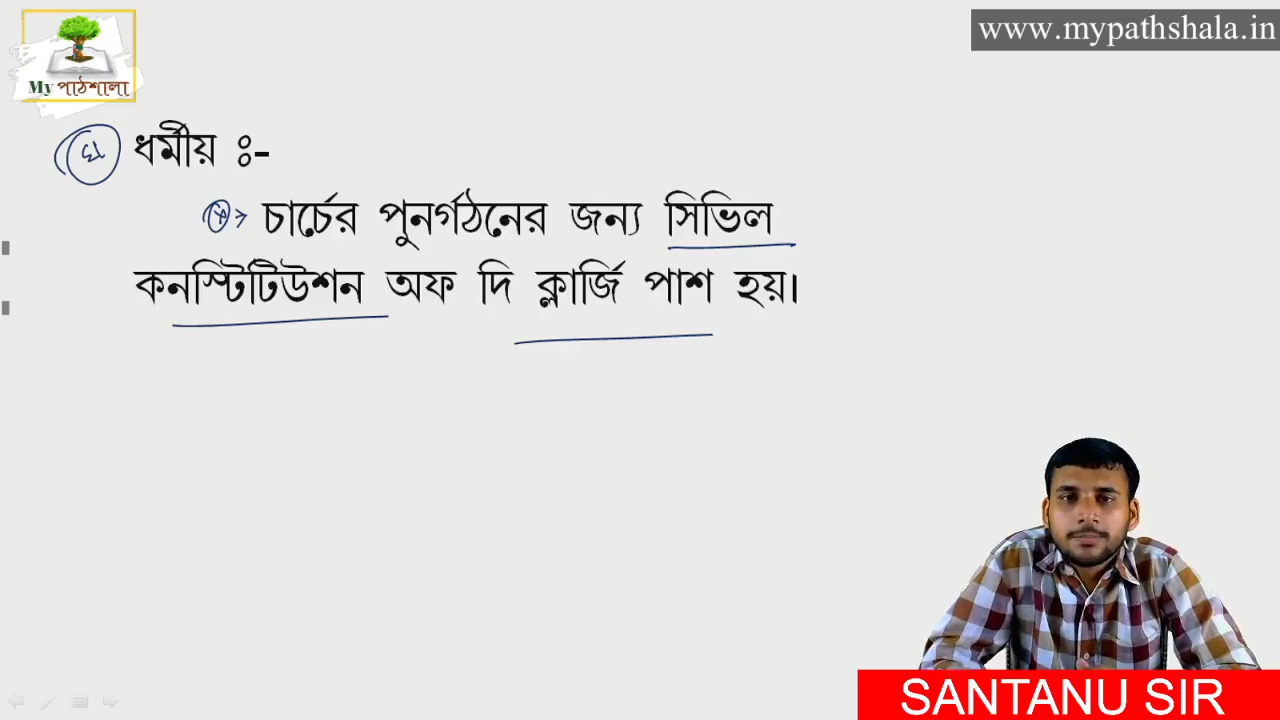 www.mypathshala.in
My পাঠশালা
ঘ ধর্মীয় ঃ-
চার্চের পুনর্গঠনের জন্য সিভিল
কনস্টিটিউশন অফ দি ক্লার্জি পাশ হয়।
SANTANU SIR